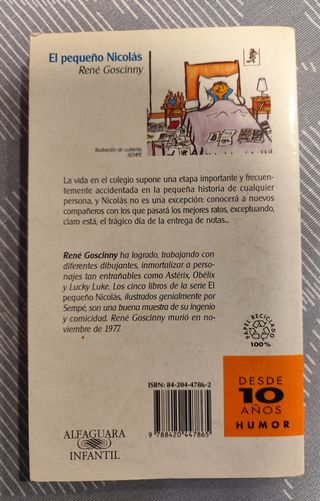 El pequeño Nicolás
René Goscinny
Ilustración de cubierta:
SEMPÉ
La vida en el colegio supone una etapa importante y frecuen-
temente accidentada en la pequeña historia de cualquier
persona, y Nicolás no es una excepción: conocerá a nuevos
compañeros con los que pasará los mejores ratos, exceptuando,
claro está, el trágico día de la entrega de notas...
René Goscinny ha logrado, trabajando con
diferentes dibujantes, inmortalizar a perso-
najes tan entrañables como Astérix, Obélix
y Lucky Luke. Los cinco libros de la serie El
pequeño Nicolás, ilustrados genialmente por
Sempé, son una buena muestra de su ingenio
y comicidad. René Goscinny murió en no-
viembre de 1977.
PAPEL RECICLADO
100%
ISBN: 84-204-4786-2
9 788420 447865
ALFAGUARA
INFANTIL
DESDE
10
AÑOS
HUMOR